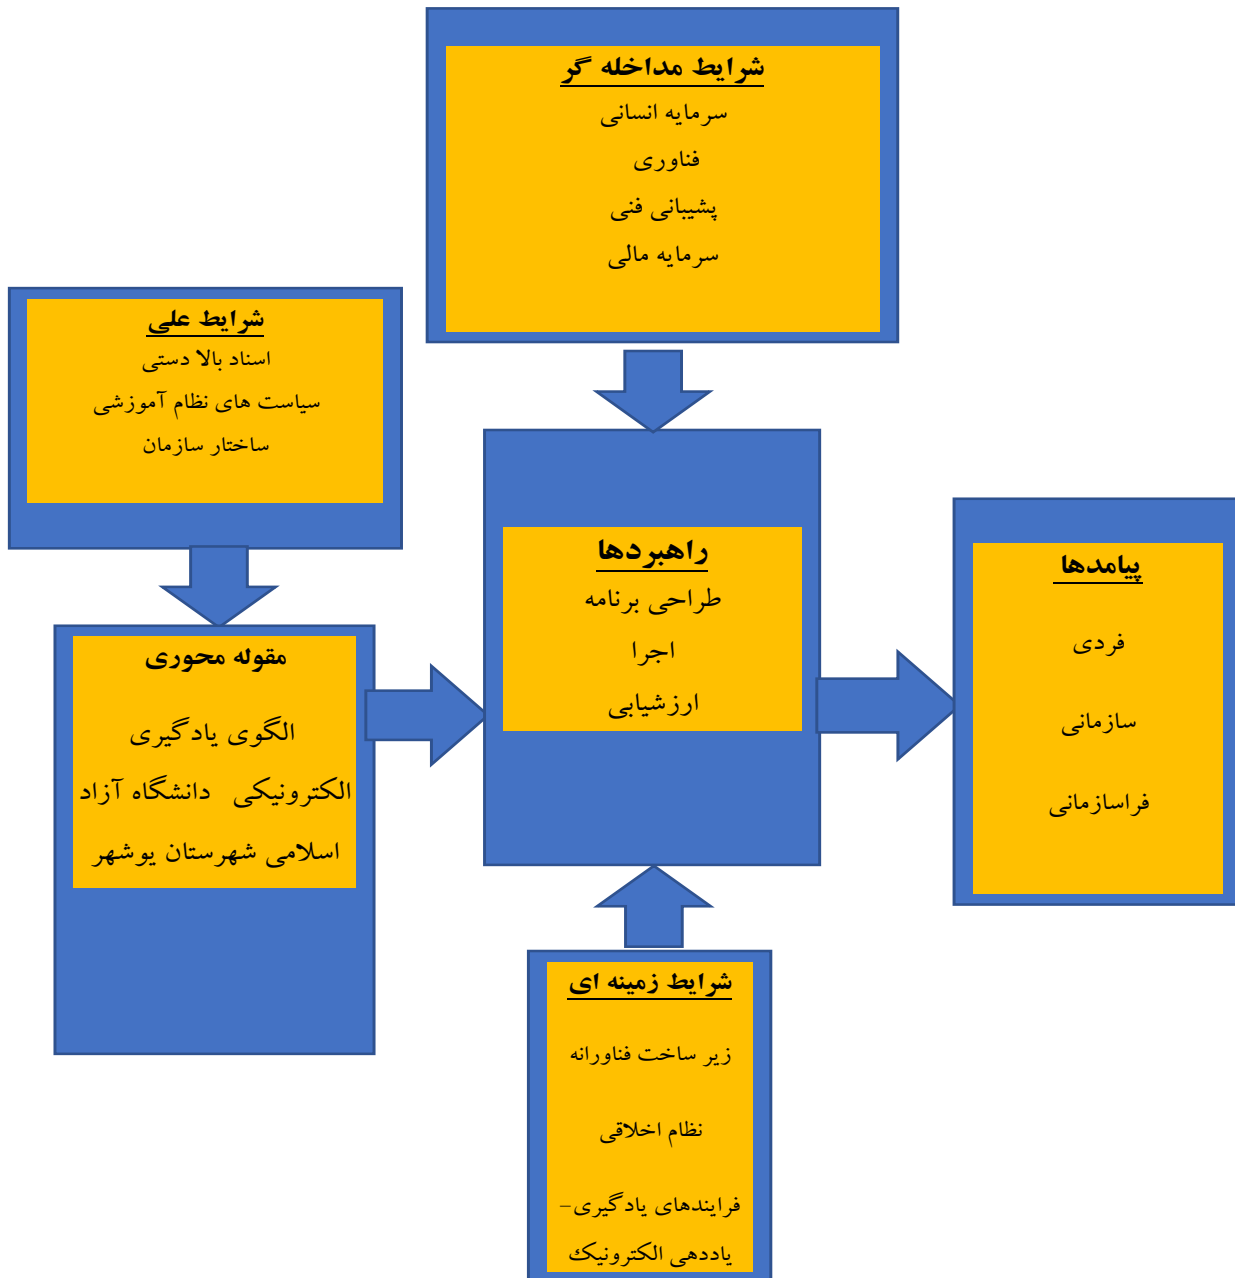 شرایط مداخله گر
سرمایه انسانی
فناوری
پشیبانی فنی
سرمایه مالی
شرایط علی
اسناد بالا دستی
سیاست های نظام آموزشی
ساختار سازمان
مقوله محوری
الگوی یادگیری
الکترونیکی دانشگاه آزاد
اسلامی شهرستان یوشهر
راهبردها
طراحی برنامه
اجرا
ارزشیابی
پیامدها
فردی
سازمانی
فراسازمانی
شرایط زمینه ای
زیر ساخت فناورانه
نظام اخلاقی
فرایندهای یادگیری–
یاددهی الکترونیک